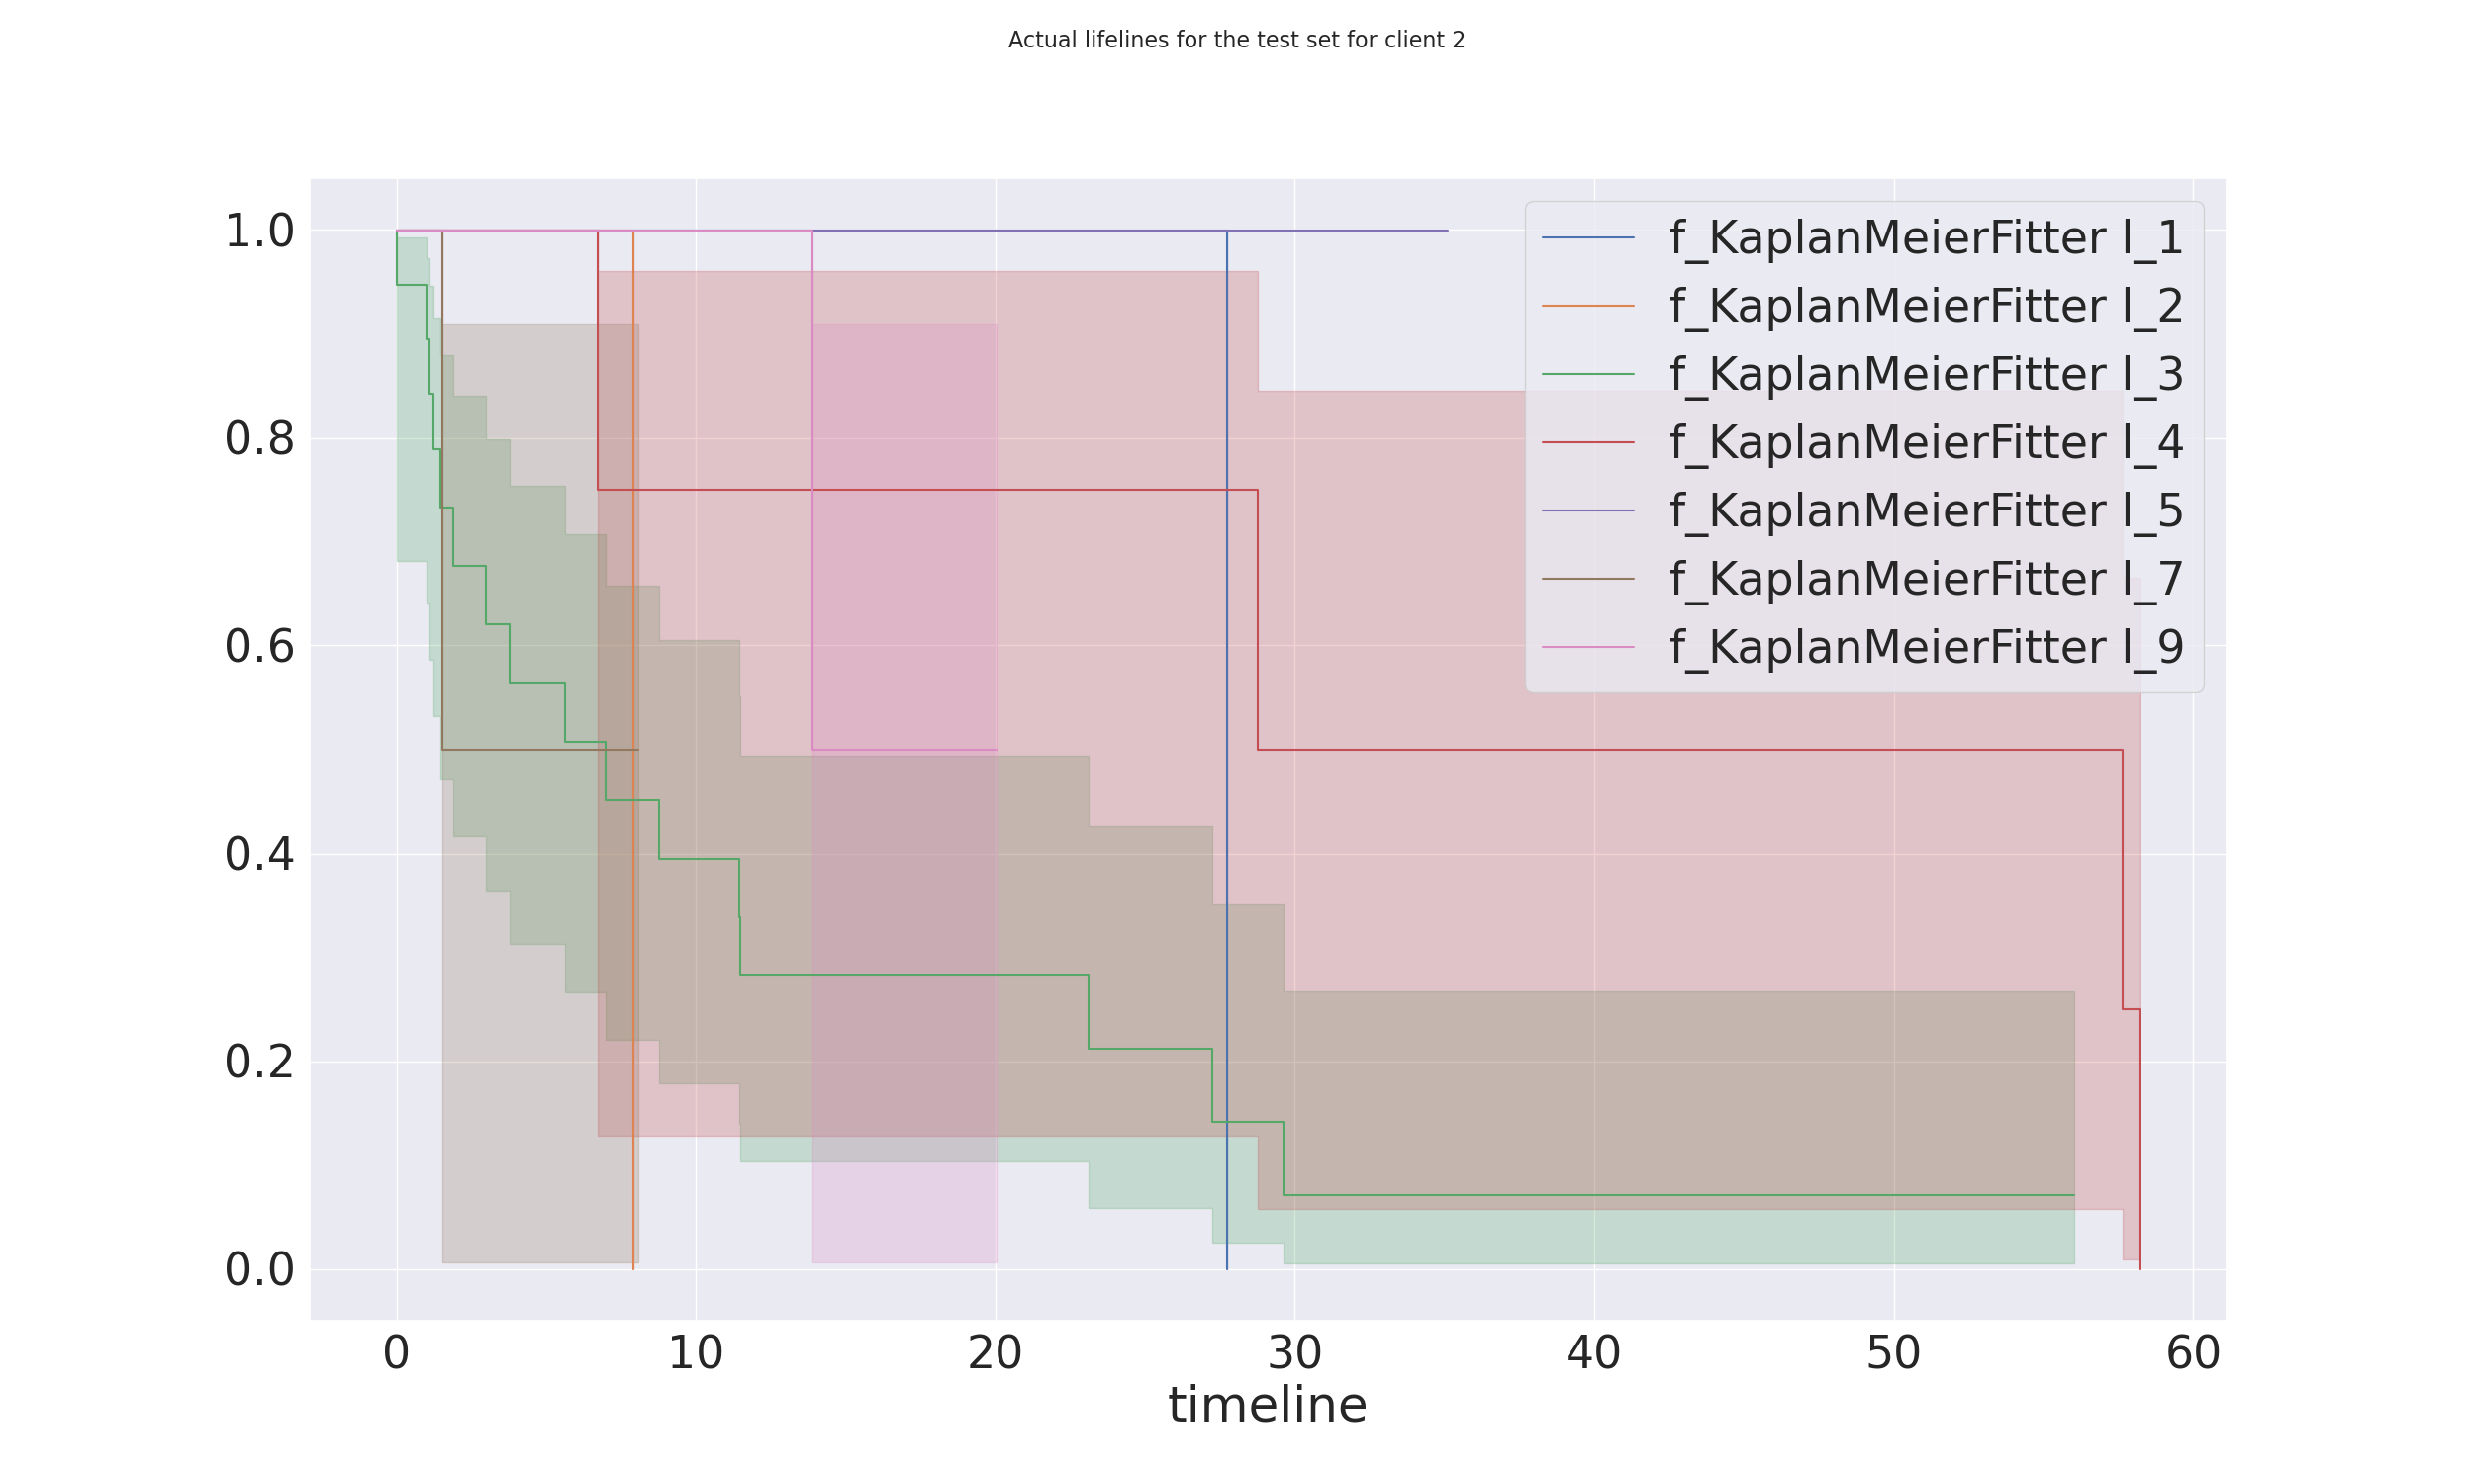 Actual lifelines for the test set for client 2
1.0
0.8
0.6
0.4
0.2
0.0
f_KaplanMeierFitter l_1
f_KaplanMeierFitter l_2
f_KaplanMeierFitter l_3
f_KaplanMeierFitter l_4
f_KaplanMeierFitter l_5
f_KaplanMeierFitter l_7
f_KaplanMeierFitter l_9
0 10 20 30 40 50 60
timeline